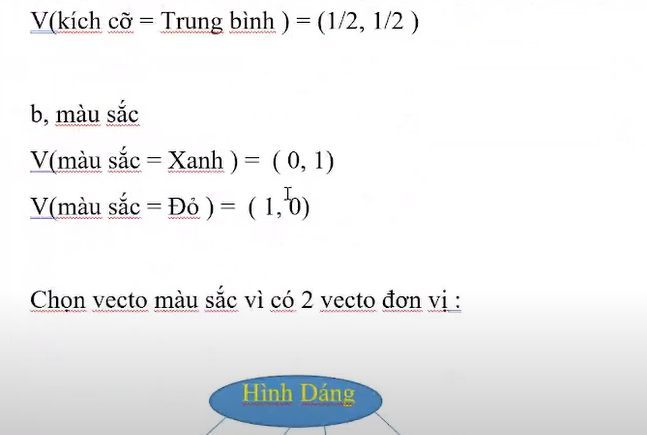 V(kích cỡ = Trung bình ) = (1/2, 1/2 )
b, màu sắc
V(màu sắc = Xanh ) = ( 0, 1)
V(màu sắc = Đỏ ) = ( 1, 0)
Chọn vecto màu sắc vì có 2 vecto đơn vị :
Hình Dáng